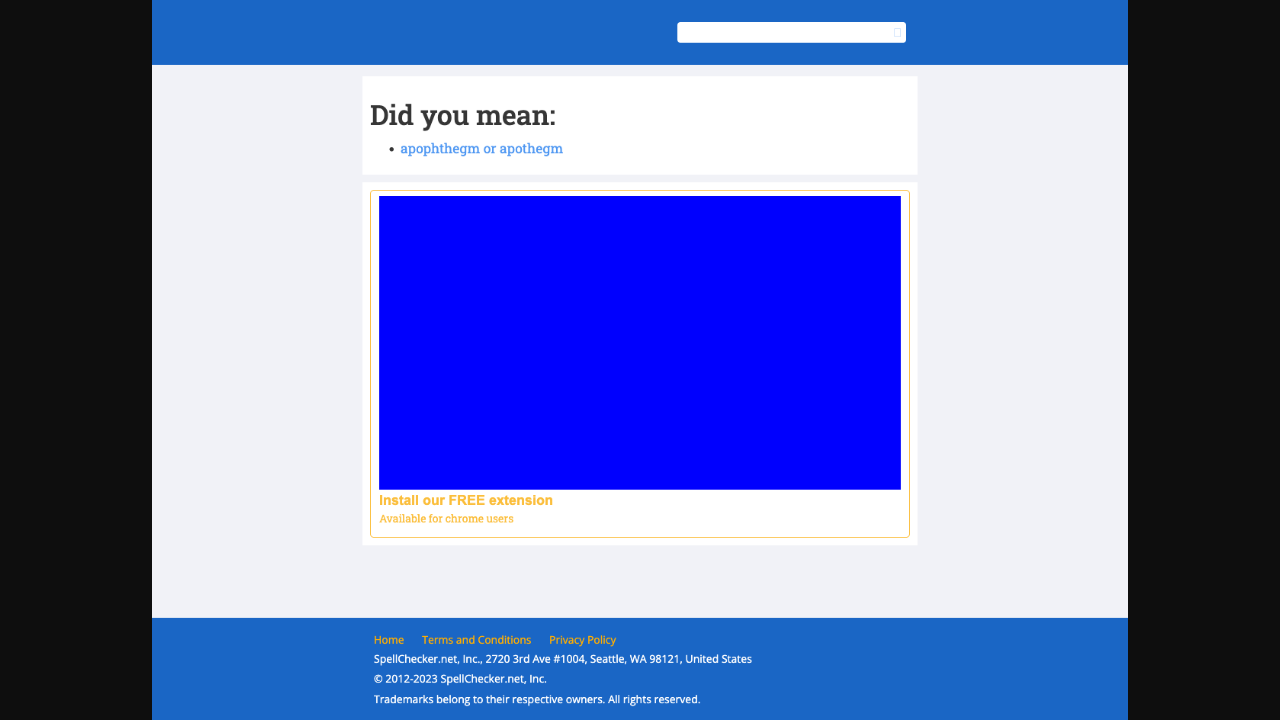 Did you mean:
• apophthegm or apothegm
Install our FREE extension
Available for chrome users
Home Terms and Conditions Privacy Policy
SpellChecker.net, Inc., 2720 3rd Ave #1004, Seattle, WA 98121, United States
© 2012-2023 SpellChecker.net, Inc.
Trademarks belong to their respective owners. All rights reserved.